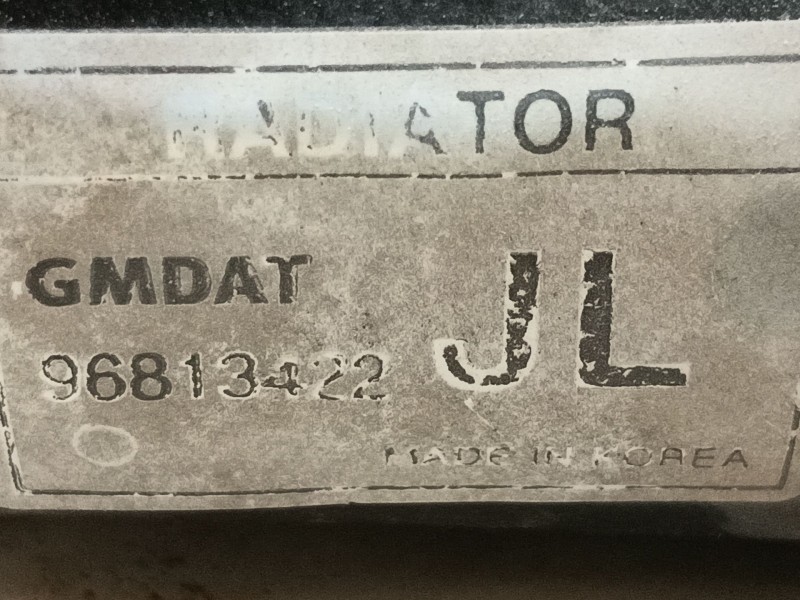 RADIATOR
GMDAT
96813422
JL
MADE IN KOREA